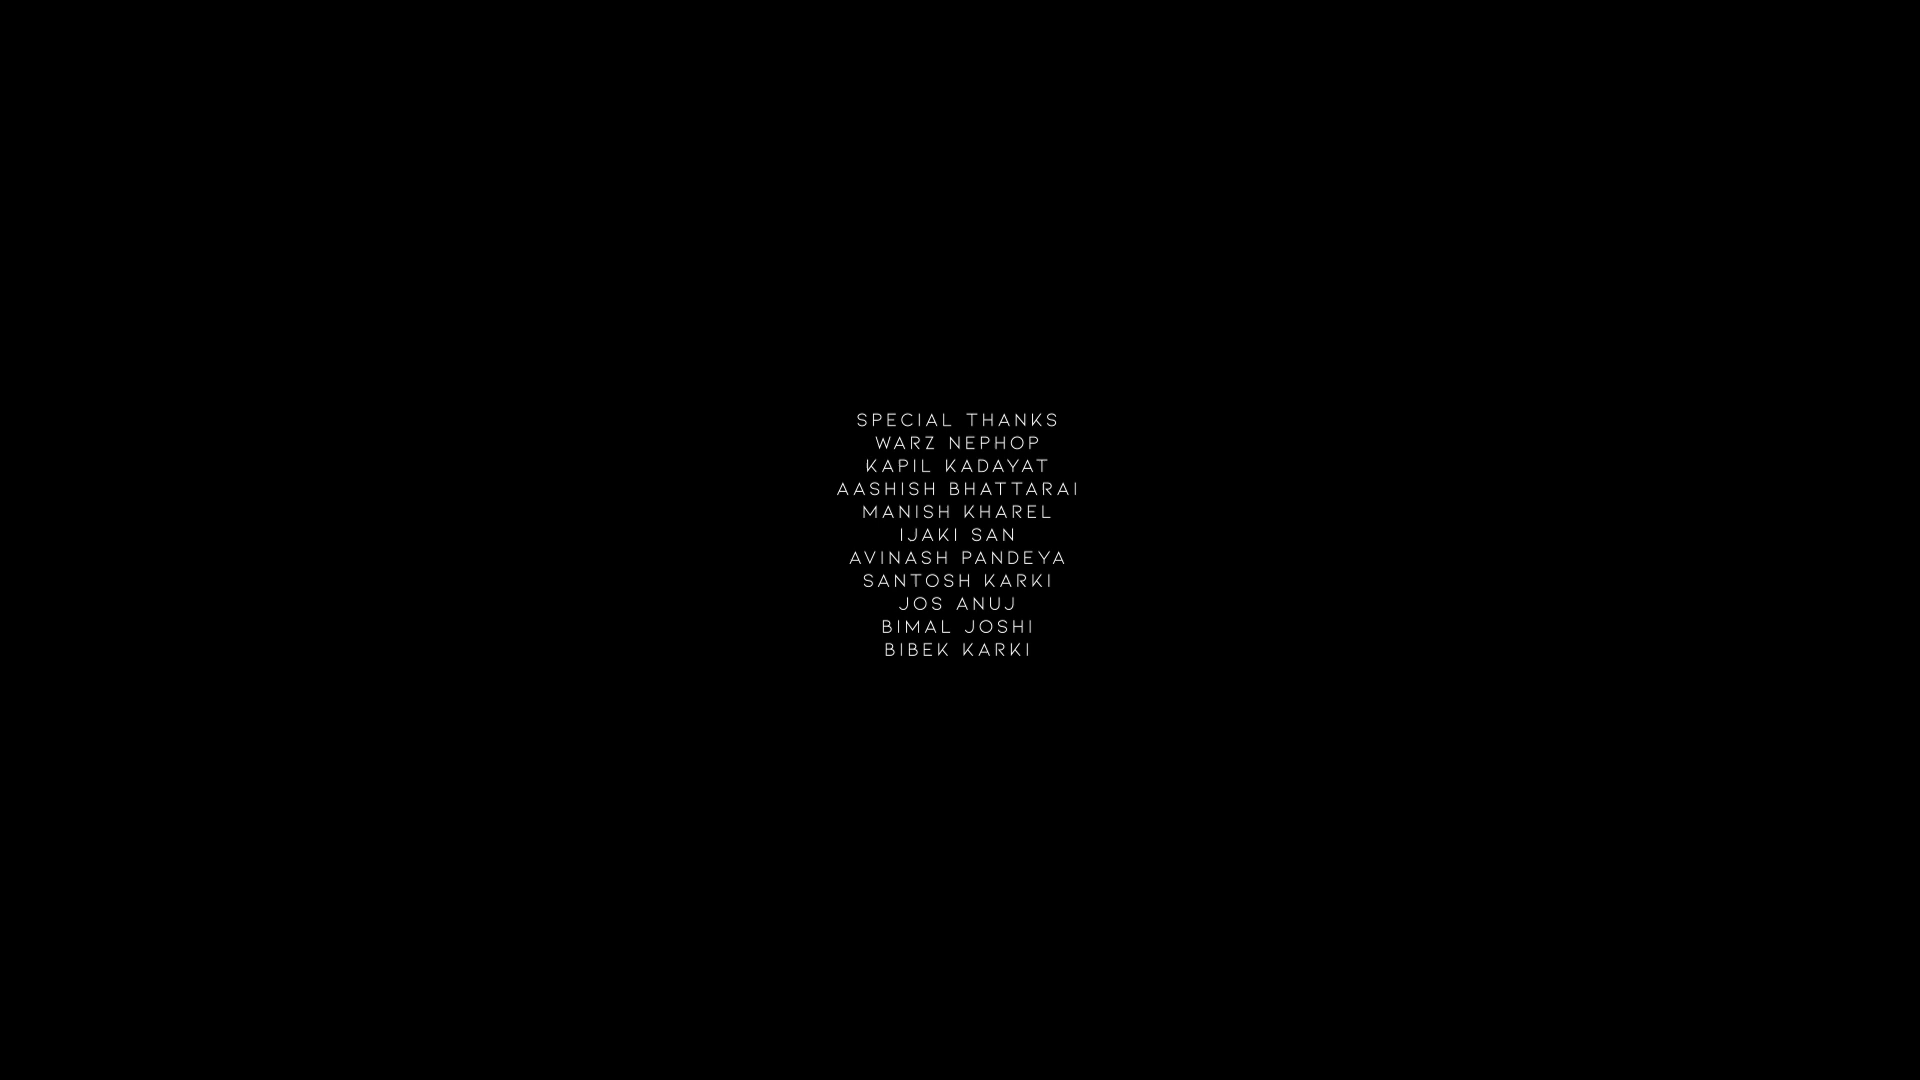 SPECIAL THANKS
WARZ NEPHOP
KAPIL KADAYAT
AASHISH BHATTARAI
MANISH KHAREL
IJAKI SAN
AVINASH PANDEYA
SANTOSH KARKI
JOS ANUJ
BIMAL JOSHI
BIBEK KARKI